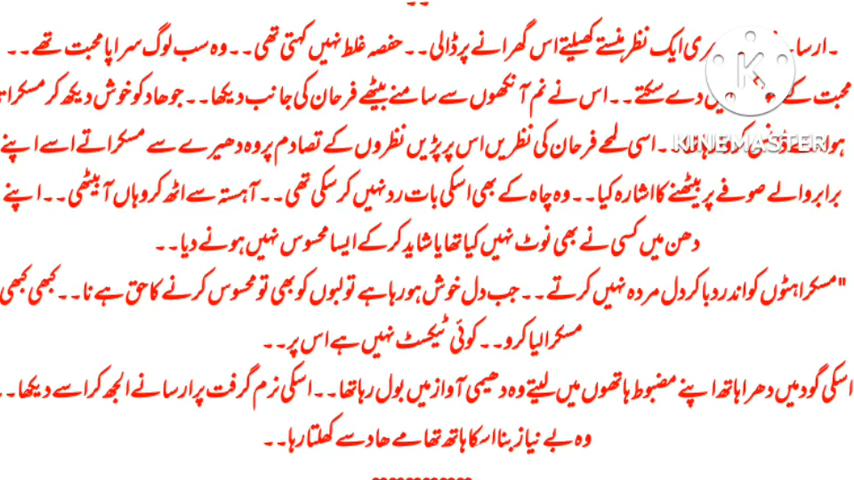 ۔ارسا ری ایک نظر ہنستے کھیلتے اس گھرانے پر ڈالی۔۔حفصہ غلط نہیں کہتی تھی۔۔وہ سب لوگ سراپا محبت تھے۔۔
محبت کے دے سکتے۔۔اس نے نم آنکھوں سے سامنے بیٹھے فرحان کی جانب دیکھا۔۔جو ھاد کو خوش دیکھ کر مسکرا
ہوا رہا ۔۔اسی لمحے فرحان کی نظریں اس پر پڑیں نظروں کے تصادم پر وہ دھیرے سے مسکراتے اسے اپنے
برابر والے صوفے پر بیٹھنے کا اشارہ کیا۔۔وہ چاہ کے بھی اسکی بات رد نہیں کر سکی تھی۔۔آہستہ سے اٹھ کر وہاں آبیٹھی۔۔اپنے
دھن میں کسی نے بھی نوٹ نہیں کیا تھا یا شاید کر کے ایسا محسوس نہیں ہونے دیا۔۔
"مسکراہٹوں کو اندر دبا کر دل مردہ نہیں کرتے۔۔جب دل خوش ہو رہا ہے تو لبوں کو بھی تو محسوس کرنے کا حق ہے نا۔۔کبھی کبھی
مسکرا لیا کرو۔۔کوئی ٹیکسٹ نہیں ہے اس پر۔۔
اسکی گود میں دھرا ہاتھ اپنے مضبوط ہاتھوں میں لیتے وہ دھیمی آواز میں بول رہا تھا۔۔اسکی نرم گرفت پر ارسا نے الجھ کر اسے دیکھا۔۔
وہ بے نیاز بنا اسکا ہاتھ تھامے ھاد سے کھلتا رہا۔۔
KINEMASTER